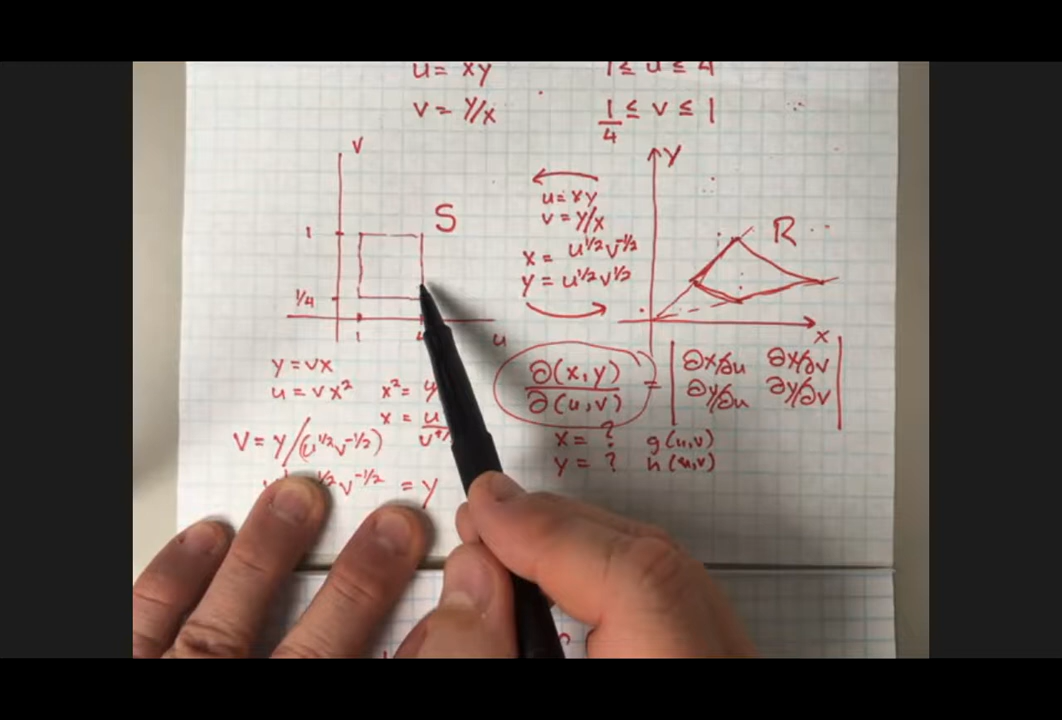 u = xy 1 ≤ u ≤ 4
v = y/x 1/4 ≤ v ≤ 1
v
y
S
R
1
1/4
1
u
x
u = xy
v = y/x
x = u^1/2 v^-1/2
y = u^1/2 v^1/2
y = vx
u = vx² x² =
x =
v = y/(u^1/2 v^-1/2)
v^-1/2 = y
∂(x,y)/∂(u,v) = | ∂x/∂u ∂x/∂v |
| ∂y/∂u ∂y/∂v |
x = ? g(u,v)
y = ? h(u,v)